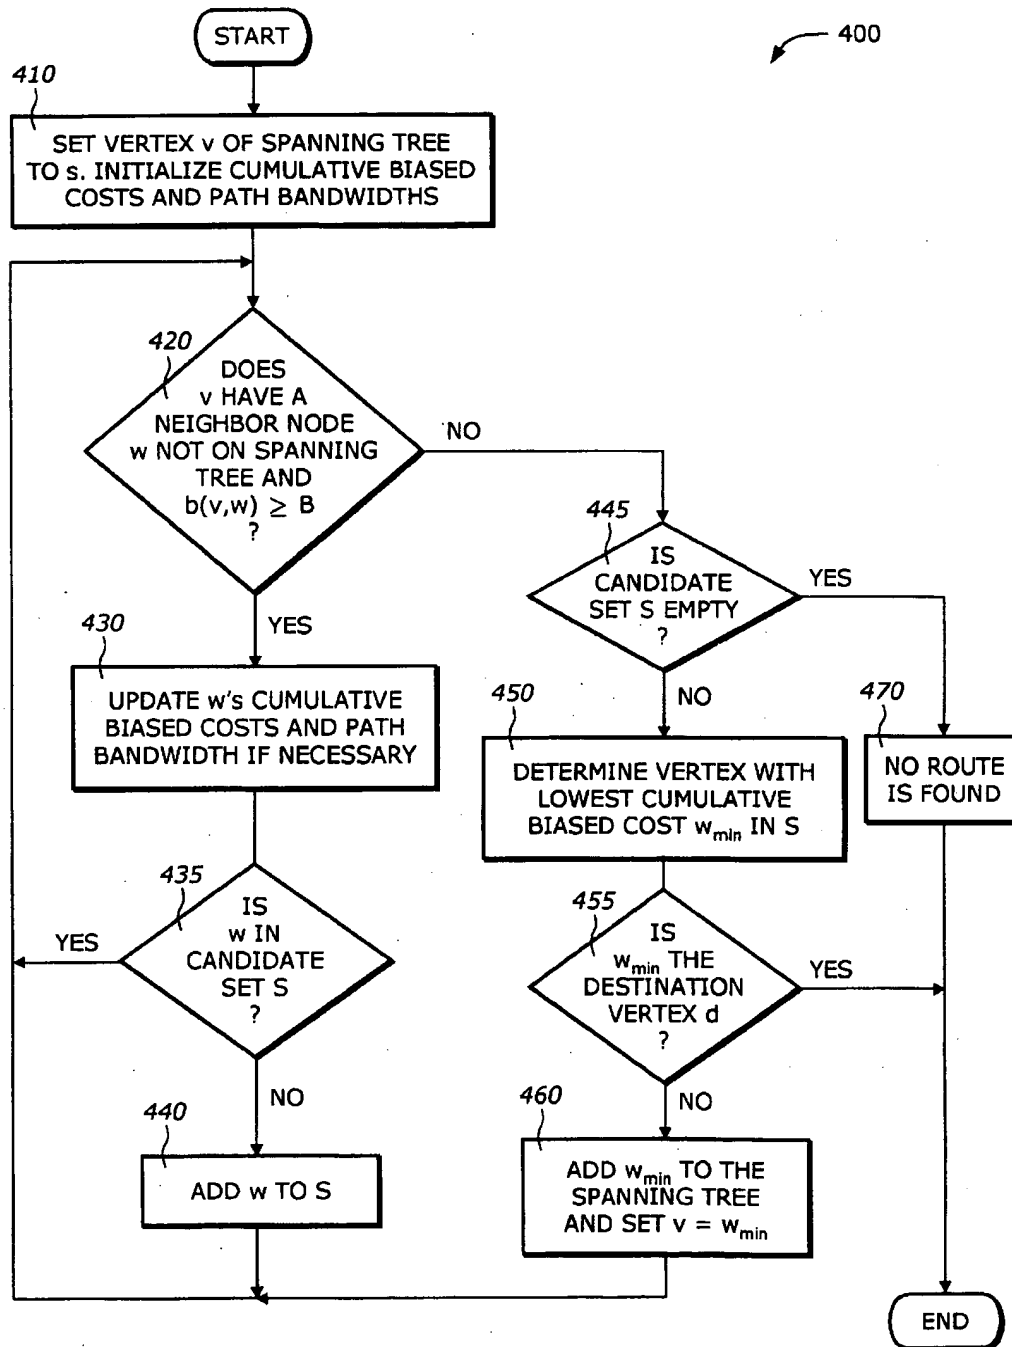 START
400
410
SET VERTEX v OF SPANNING TREE
TO s. INITIALIZE CUMULATIVE BIASED
COSTS AND PATH BANDWIDTHS
420
DOES
v HAVE A
NEIGHBOR NODE
w NOT ON SPANNING
TREE AND
b(v,w) ≥ B
?
NO
YES
430
UPDATE w's CUMULATIVE
BIASED COSTS AND PATH
BANDWIDTH IF NECESSARY
435
IS
w IN
CANDIDATE
SET S
?
YES
NO
440
ADD w TO S
445
IS
CANDIDATE
SET S EMPTY
?
YES
NO
450
DETERMINE VERTEX WITH
LOWEST CUMULATIVE
BIASED COST wmin IN S
470
NO ROUTE
IS FOUND
455
IS
wmin THE
DESTINATION
VERTEX d
?
YES
NO
460
ADD wmin TO THE
SPANNING TREE
AND SET v = wmin
END